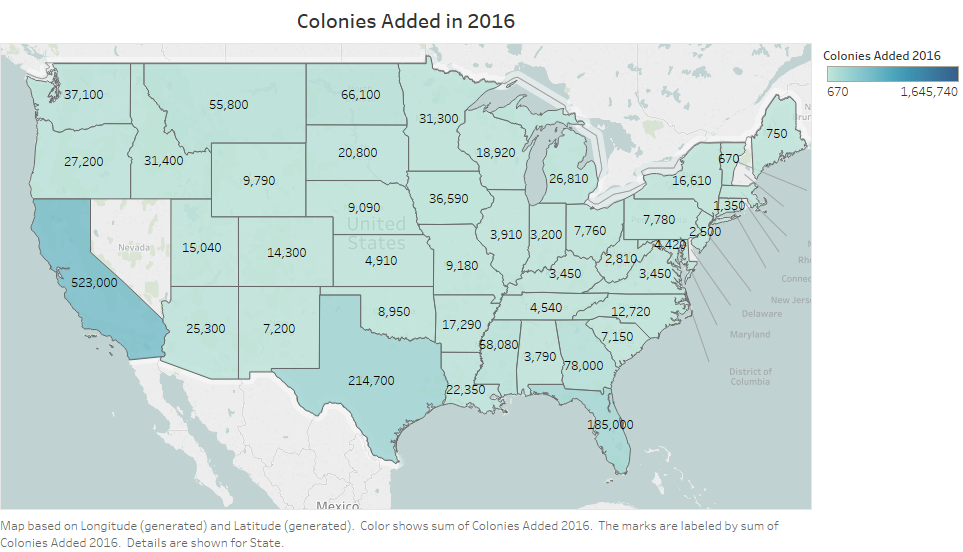 Colonies Added in 2016
Colonies Added 2016
670 1,645,740
37,100
55,800
66,100
31,300
750
27,200
31,400
9,790
20,800
18,920
26,810
16,610
670
1,350
9,090
36,590
United
States
Nevada
15,040
14,300
4,910
9,180
3,910
3,200
7,760
7,780
2,500
4,420
2,810
3,450
3,450
523,000
25,300
7,200
8,950
17,290
4,540
12,720
7,150
58,080
3,790
78,000
214,700
22,350
185,000
Mexico
New Jers
Delaware
Maryland
District of
Columbia
Connec
Rh
Map based on Longitude (generated) and Latitude (generated). Color shows sum of Colonies Added 2016. The marks are labeled by sum of
Colonies Added 2016. Details are shown for State.